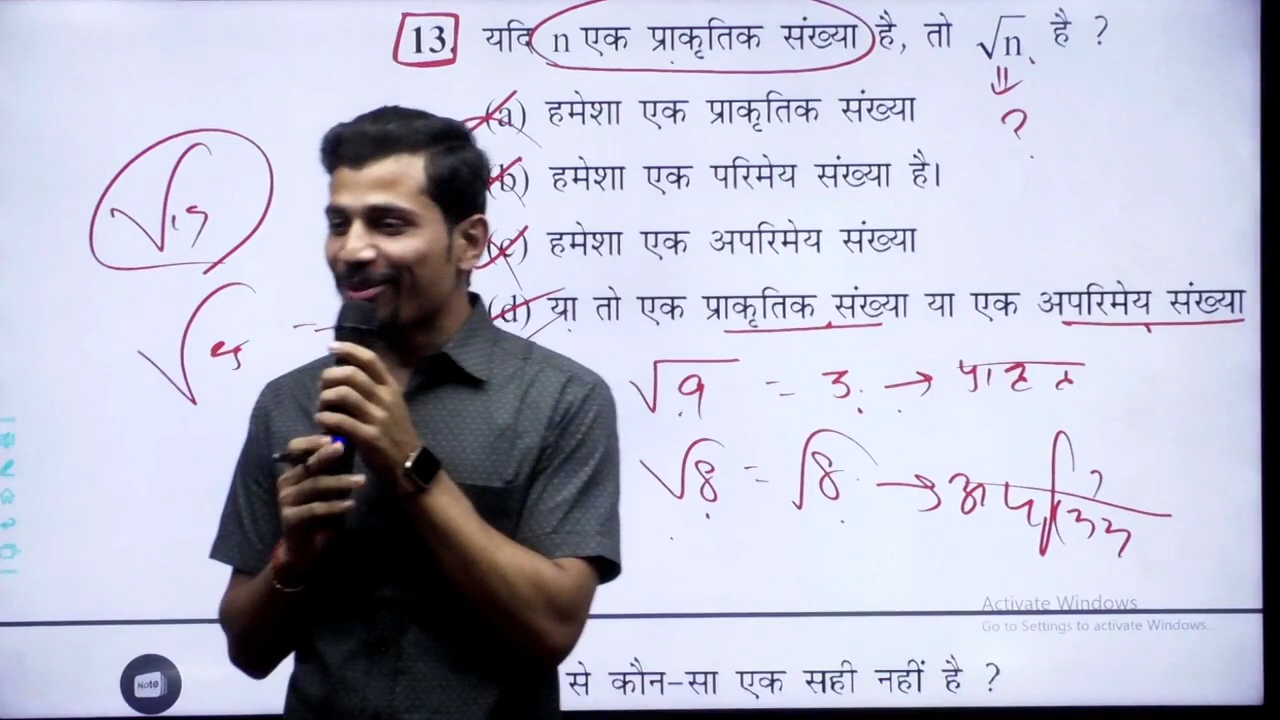 13. यदि n एक प्राकृतिक संख्या है, तो √n है ?
?
(a) हमेशा एक प्राकृतिक संख्या
(b) हमेशा एक परिमेय संख्या है।
(c) हमेशा एक अपरिमेय संख्या
(d) या तो एक प्राकृतिक संख्या या एक अपरिमेय संख्या
√9 = 3 →
√8 = √8 →
Activate Windows
Go to Settings to activate Windows.
Note
से कौन-सा एक सही नहीं है ?